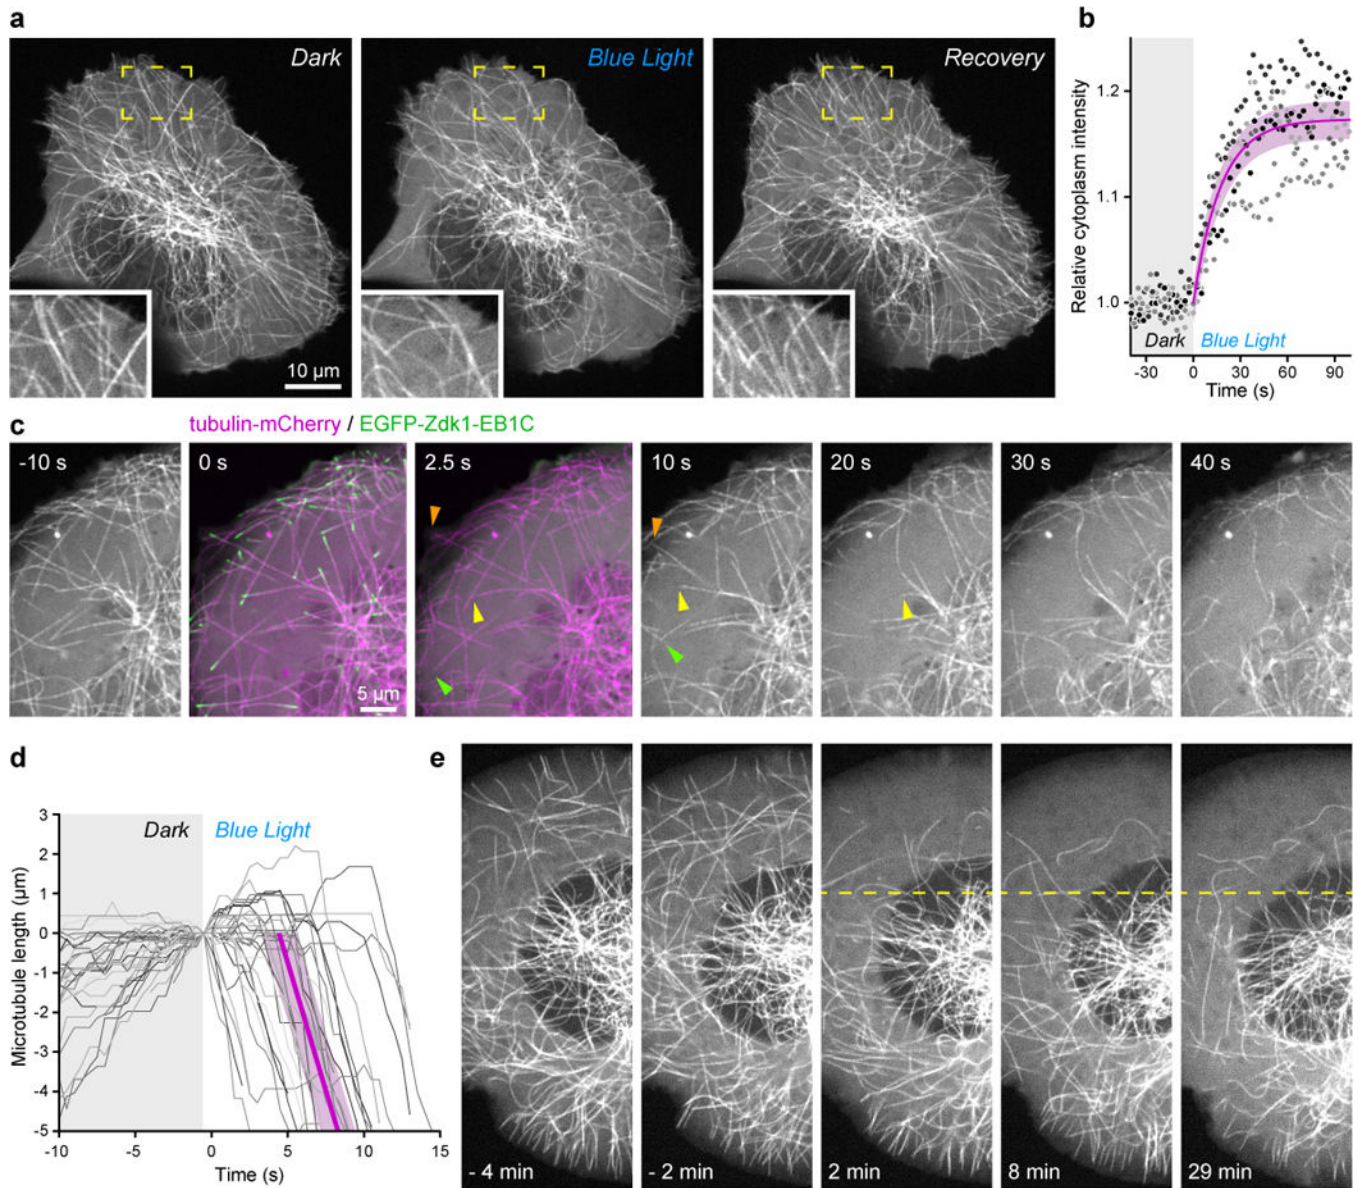 a
Dark
Blue Light
Recovery
10 µm
b
Relative cytoplasm intensity
1.2
1.1
1.0
Dark
Blue Light
-30
0
30
60
90
Time (s)
c
tubulin-mCherry / EGFP-Zdk1-EB1C
-10 s
0 s
2.5 s
10 s
20 s
30 s
40 s
5 µm
d
Microtubule length (µm)
3
2
1
0
-1
-2
-3
-4
-5
Dark
Blue Light
-10
-5
0
5
10
15
Time (s)
e
- 4 min
- 2 min
2 min
8 min
29 min